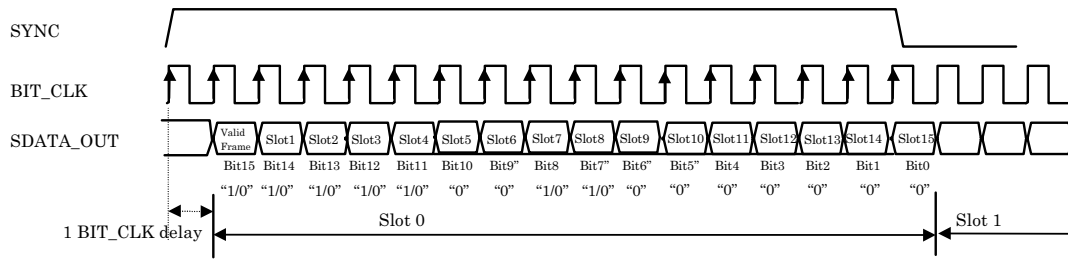 SYNC
BIT_CLK
SDATA_OUT
Valid Frame Slot1 Slot2 Slot3 Slot4 Slot5 Slot6 Slot7 Slot8 Slot9 Slot10 Slot11 Slot12 Slot13 Slot14 Slot15
Bit15 Bit14 Bit13 Bit12 Bit11 Bit10 Bit9” Bit8 Bit7” Bit6” Bit5” Bit4 Bit3 Bit2 Bit1 Bit0
“1/0” “1/0” “1/0” “1/0” “1/0” “0” “0” “1/0” “1/0” “0” “0” “0” “0” “0” “0” “0”
Slot 0 Slot 1
1 BIT_CLK delay